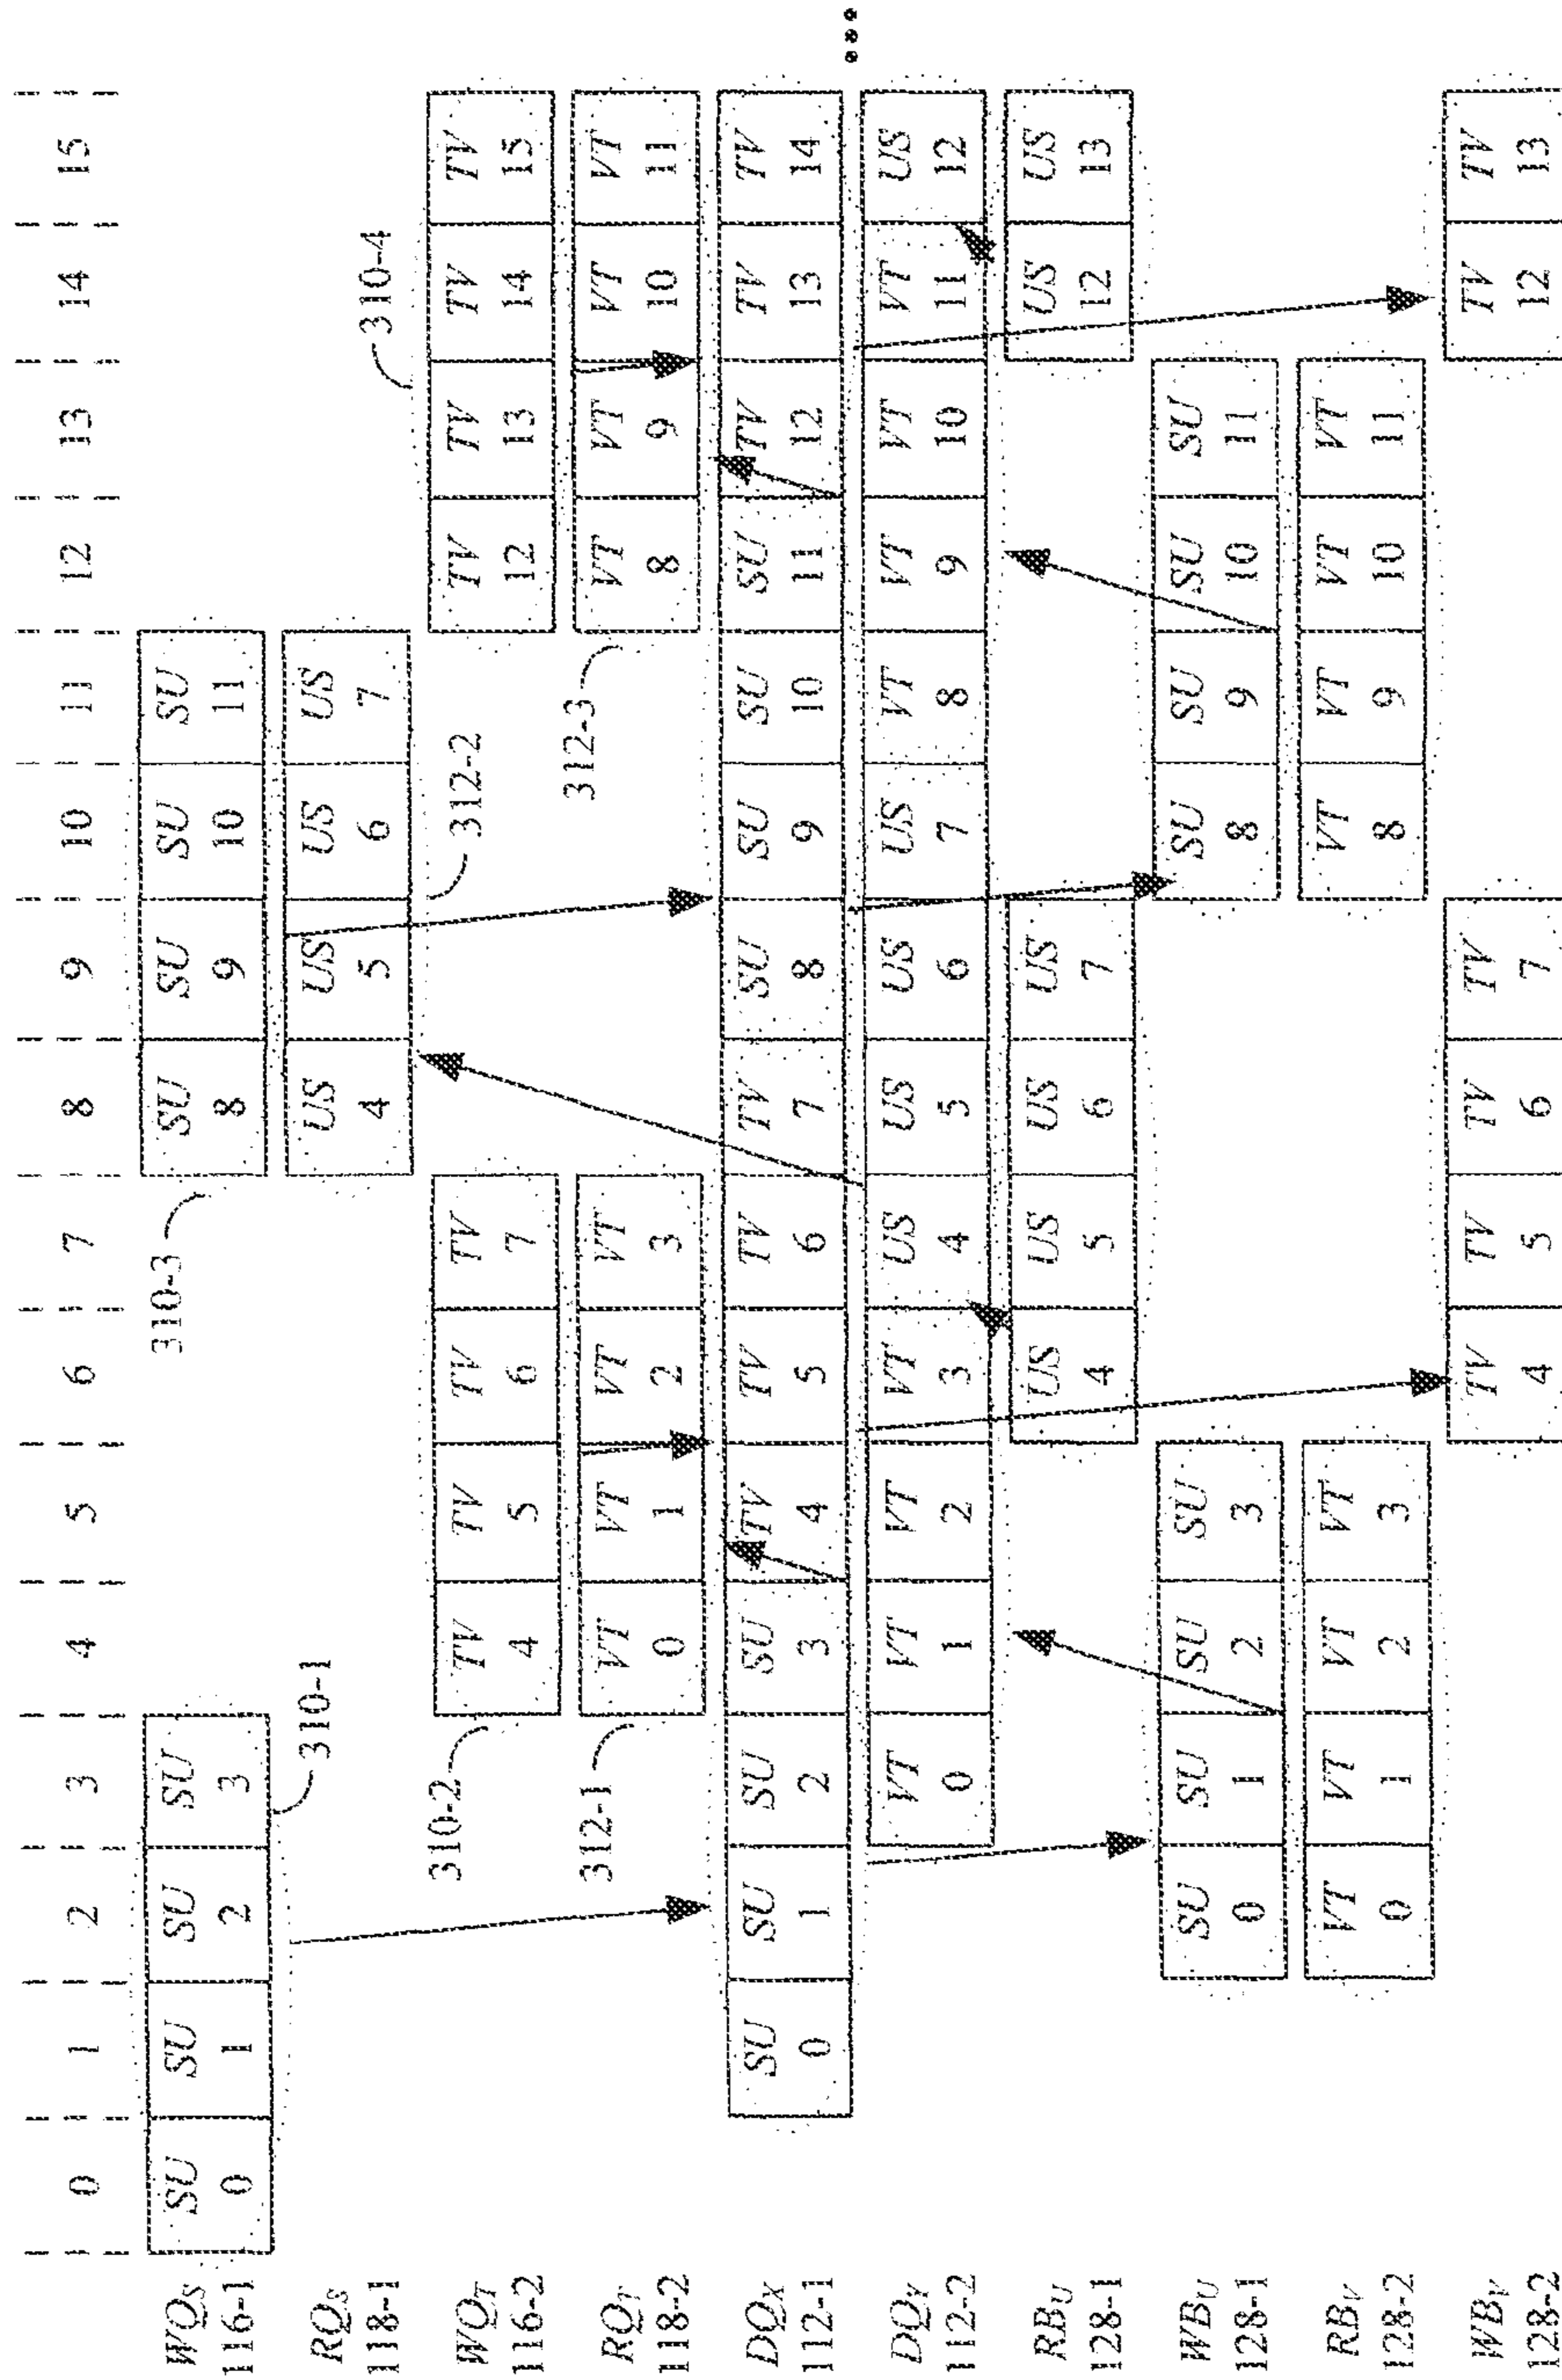 0 1 2 3 4 5 6 7 8 9 10 11 12 13 14 15
WQS
116-1
SU SU SU SU SU SU SU SU
0 1 2 3 8 9 10 11
310-1
310-3
RQS
118-1
US US US US
4 5 6 7
312-2
310-4
WQT
116-2
310-2
TV TV TV TV TV TV TV TV
4 5 6 7 12 13 14 15
RQT
118-2
312-1
VT VT VT VT VT VT VT VT
0 1 2 3 8 9 10 11
312-3
DQX
112-1
SU SU SU SU TV TV TV TV SU SU SU SU TV TV TV
0 1 2 3 4 5 6 7 8 9 10 11 12 13 14
DQY
112-2
VT VT VT VT US US US US VT VT VT VT US
0 1 2 3 4 5 6 7 8 9 10 11 12
•••
RBU
128-1
US US US US US US
4 5 6 7 12 13
WBU
128-1
SU SU SU SU SU SU SU SU
0 1 2 3 8 9 10 11
RBV
128-2
VT VT VT VT VT VT VT VT
0 1 2 3 8 9 10 11
WBV
128-2
TV TV TV TV TV TV
4 5 6 7 12 13